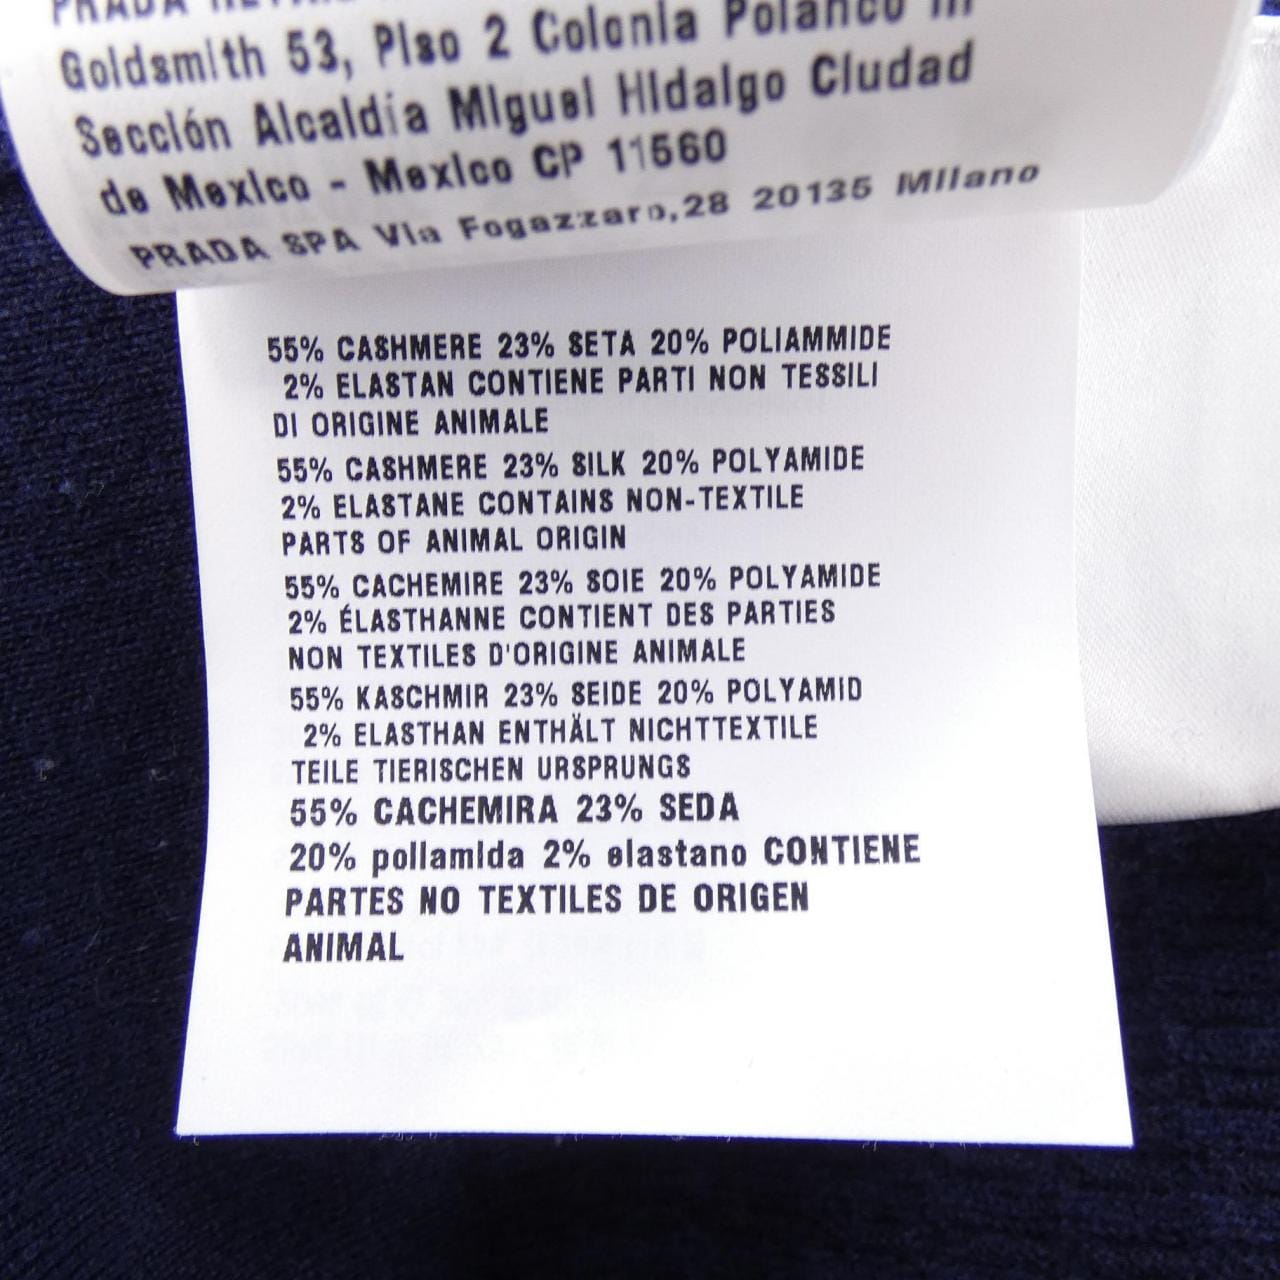 PRADA
Goldsmith 53, Piso 2 Colonia Polanco III
Sección Alcaldía Miguel Hidalgo Ciudad
de Mexico - Mexico CP 11560
PRADA SPA Via Fogazzaro,28 20135 Milano
55% CASHMERE 23% SETA 20% POLIAMMIDE
2% ELASTAN CONTIENE PARTI NON TESSILI
DI ORIGINE ANIMALE
55% CASHMERE 23% SILK 20% POLYAMIDE
2% ELASTANE CONTAINS NON-TEXTILE
PARTS OF ANIMAL ORIGIN
55% CACHEMIRE 23% SOIE 20% POLYAMIDE
2% ÉLASTHANNE CONTIENT DES PARTIES
NON TEXTILES D'ORIGINE ANIMALE
55% KASCHMIR 23% SEIDE 20% POLYAMID
2% ELASTHAN ENTHÄLT NICHTTEXTILE
TEILE TIERISCHEN URSPRUNGS
55% CACHEMIRA 23% SEDA
20% poliamida 2% elastano CONTIENE
PARTES NO TEXTILES DE ORIGEN
ANIMAL